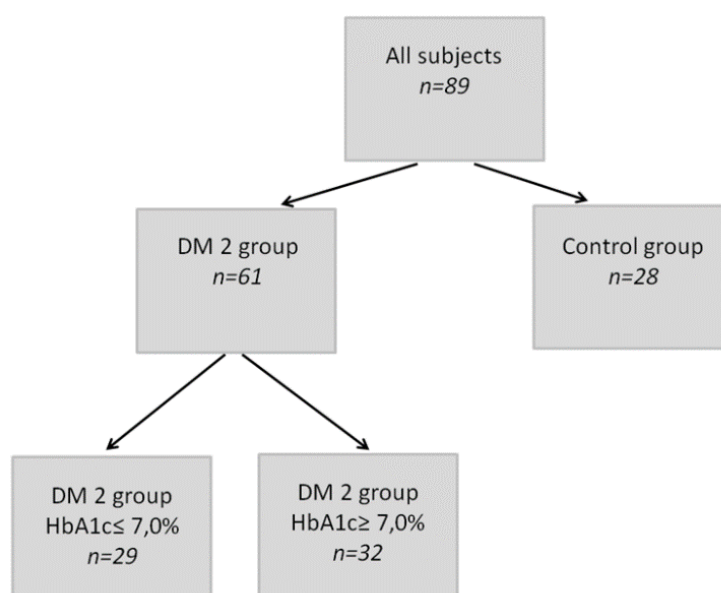 All subjects
n=89
DM 2 group
n=61
Control group
n=28
DM 2 group
HbA1c≤ 7,0%
n=29
DM 2 group
HbA1c≥ 7,0%
n=32